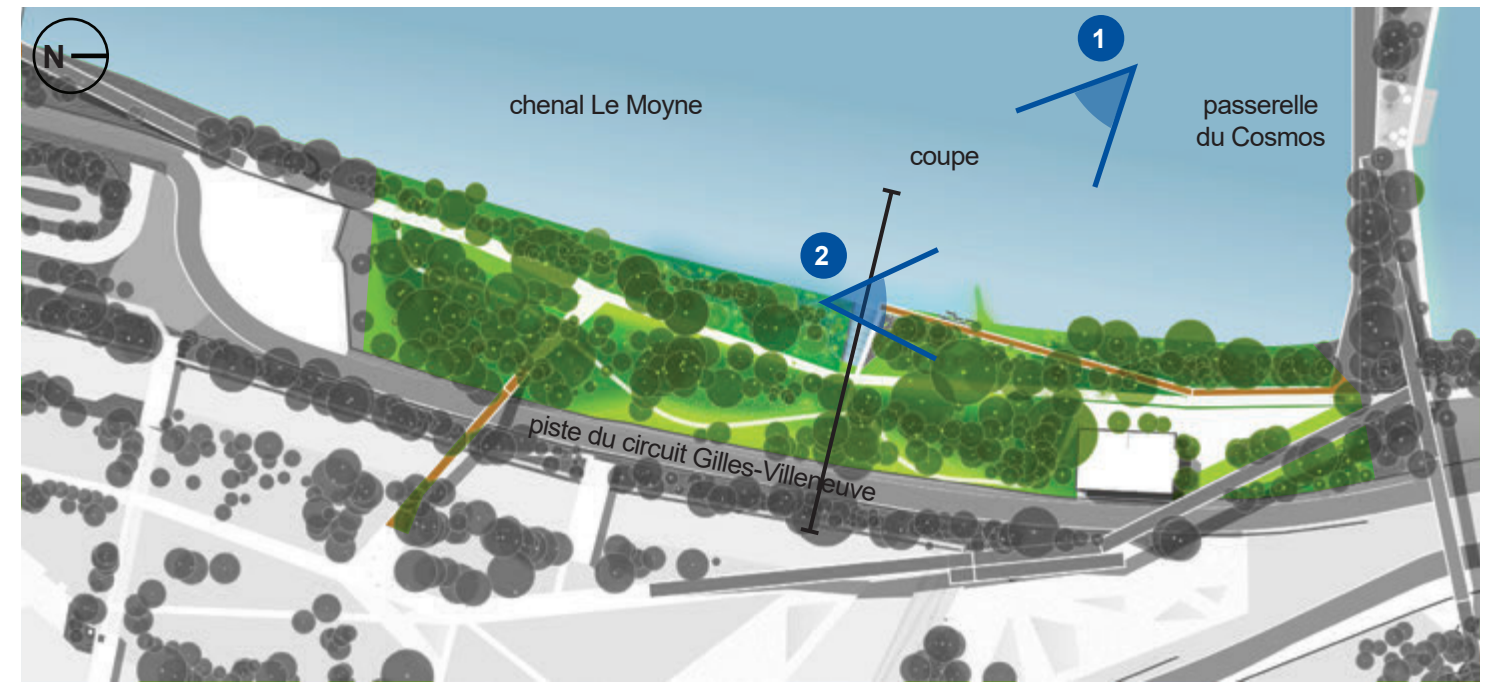 N
1
chenal Le Moyne
passerelle
du Cosmos
coupe
2
piste du circuit Gilles-Villeneuve